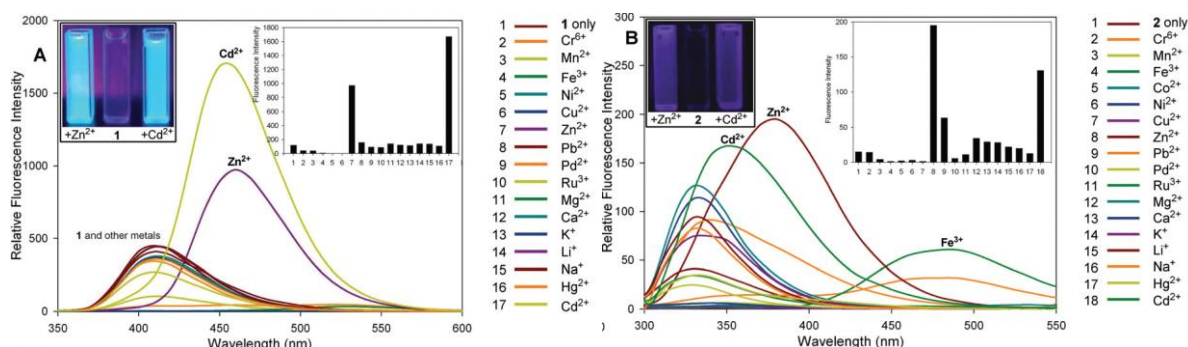 A
+Zn²⁺ 1 +Cd²⁺
Cd²⁺
Zn²⁺
1 and other metals
Relative Fluorescence Intensity
0
500
1000
1500
2000
350 400 450 500 550 600
Wavelength (nm)
Fluorescence Intensity
1800
1600
1400
1200
1000
800
600
400
200
0
1 2 3 4 5 6 7 8 9 10 11 12 13 14 15 16 17
1 1 only
2 Cr⁶⁺
3 Mn²⁺
4 Fe³⁺
5 Ni²⁺
6 Cu²⁺
7 Zn²⁺
8 Pb²⁺
9 Pd²⁺
10 Ru³⁺
11 Mg²⁺
12 Ca²⁺
13 K⁺
14 Li⁺
15 Na⁺
16 Hg²⁺
17 Cd²⁺
B
+Zn²⁺ 2 +Cd²⁺
Cd²⁺
Zn²⁺
Fe³⁺
Relative Fluorescence Intensity
300
250
200
150
100
50
0
300 350 400 450 500 550
Wavelength (nm)
Fluorescence Intensity
200
150
100
50
0
1 2 3 4 5 6 7 8 9 10 11 12 13 14 15 16 17 18
1 2 only
2 Cr⁶⁺
3 Mn²⁺
4 Fe³⁺
5 Co²⁺
6 Ni²⁺
7 Cu²⁺
8 Zn²⁺
9 Pb²⁺
10 Pd²⁺
11 Ru³⁺
12 Mg²⁺
13 Ca²⁺
14 K⁺
15 Li⁺
16 Na⁺
17 Hg²⁺
18 Cd²⁺